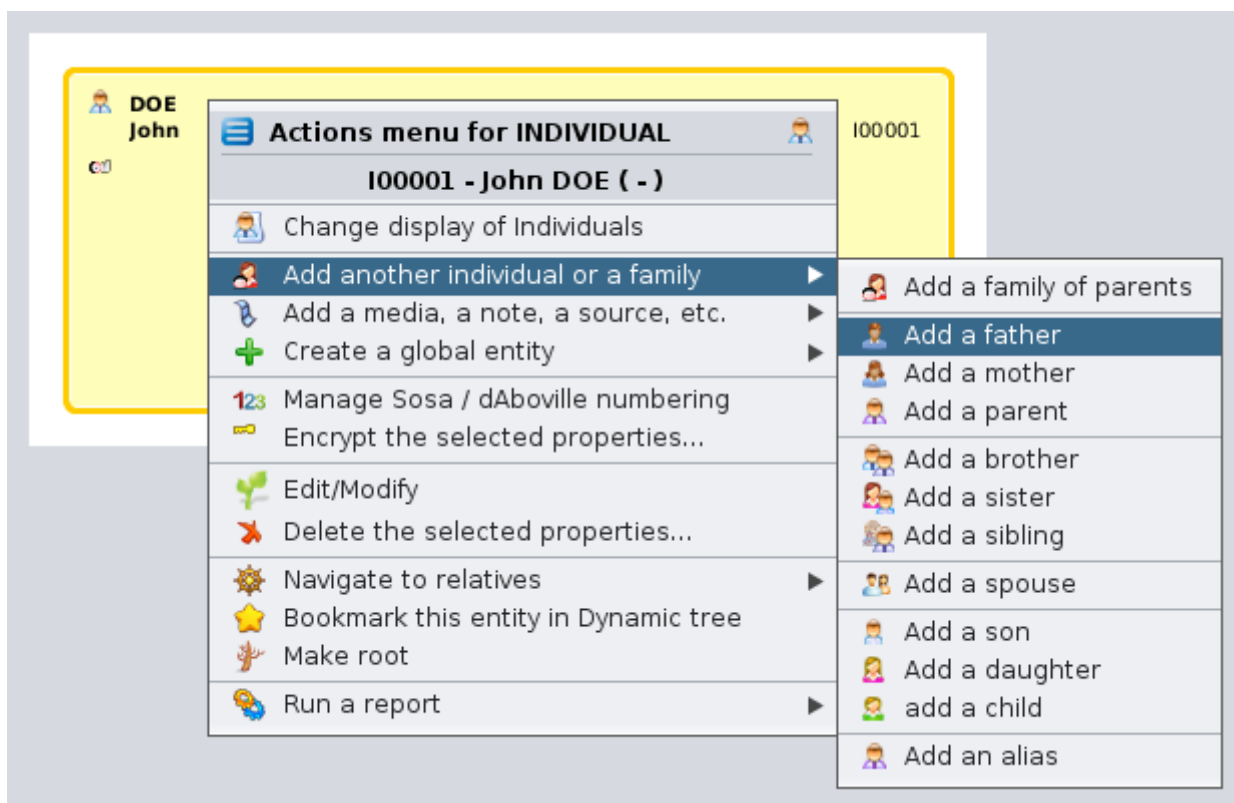 DOE
John
I00001
Actions menu for INDIVIDUAL
I00001 - John DOE ( - )
Change display of Individuals
Add another individual or a family
Add a media, a note, a source, etc.
Create a global entity
123 Manage Sosa / dAboville numbering
Encrypt the selected properties...
Edit/Modify
Delete the selected properties...
Navigate to relatives
Bookmark this entity in Dynamic tree
Make root
Run a report
Add a family of parents
Add a father
Add a mother
Add a parent
Add a brother
Add a sister
Add a sibling
Add a spouse
Add a son
Add a daughter
add a child
Add an alias